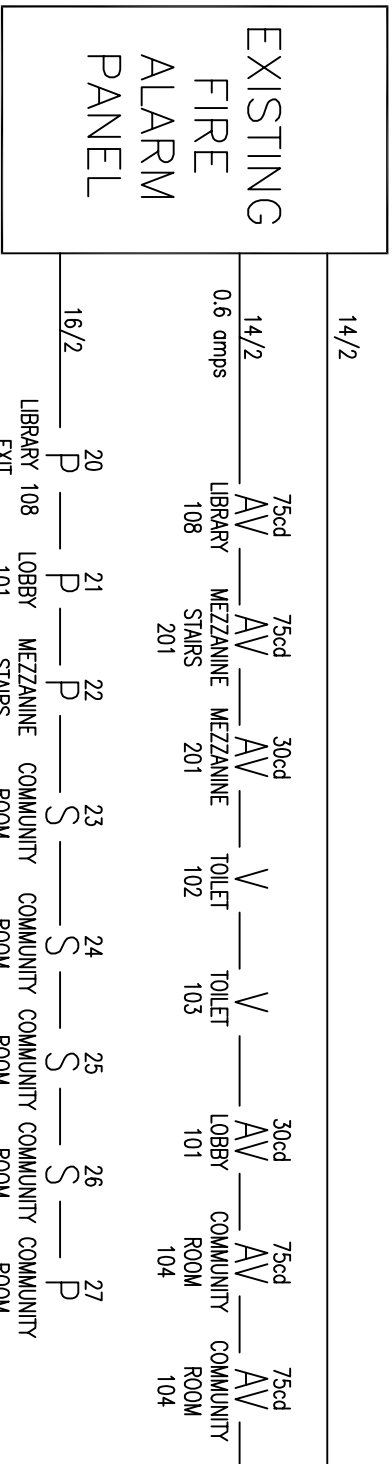 EXISTING
FIRE
ALARM
PANEL
14/2
14/2
0.6 amps
75cd
AV
LIBRARY
108
75cd
AV
MEZZANINE
STAIRS
201
30cd
AV
MEZZANINE
201
V
TOILET
102
V
TOILET
103
30cd
AV
LOBBY
101
75cd
AV
COMMUNITY
ROOM
104
75cd
AV
COMMUNITY
ROOM
104
16/2
20
P
LIBRARY 108
EXIT
21
P
LOBBY
101
22
P
MEZZANINE
STAIRS
23
S
COMMUNITY
ROOM
24
S
COMMUNITY
ROOM
25
S
COMMUNITY
ROOM
26
S
COMMUNITY
ROOM
27
P
COMMUNITY
ROOM